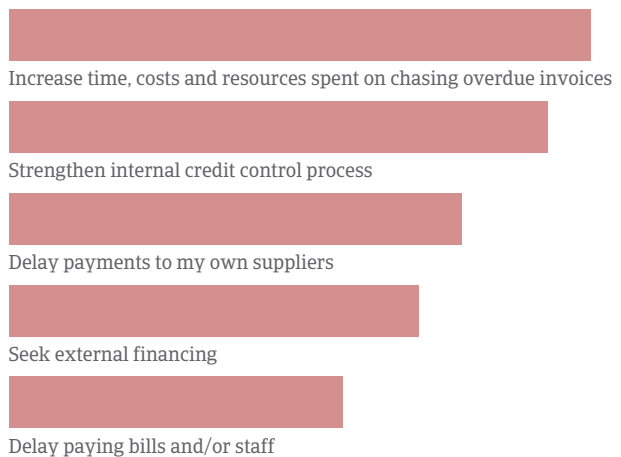 Increase time, costs and resources spent on chasing overdue invoices
Strengthen internal credit control process
Delay payments to my own suppliers
Seek external financing
Delay paying bills and/or staff